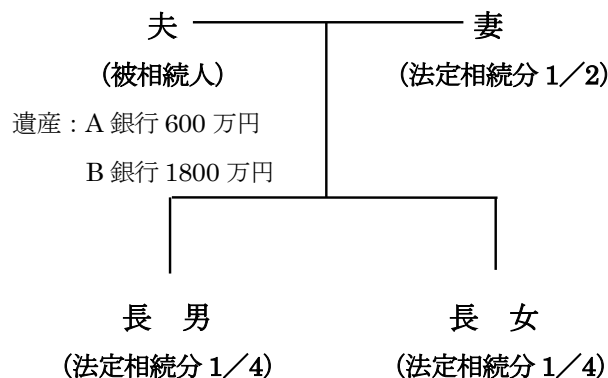 夫 妻
(被相続人) (法定相続分 1／2)
遺産：A 銀行 600 万円
B 銀行 1800 万円
長　男 長　女
(法定相続分 1／4) (法定相続分 1／4)